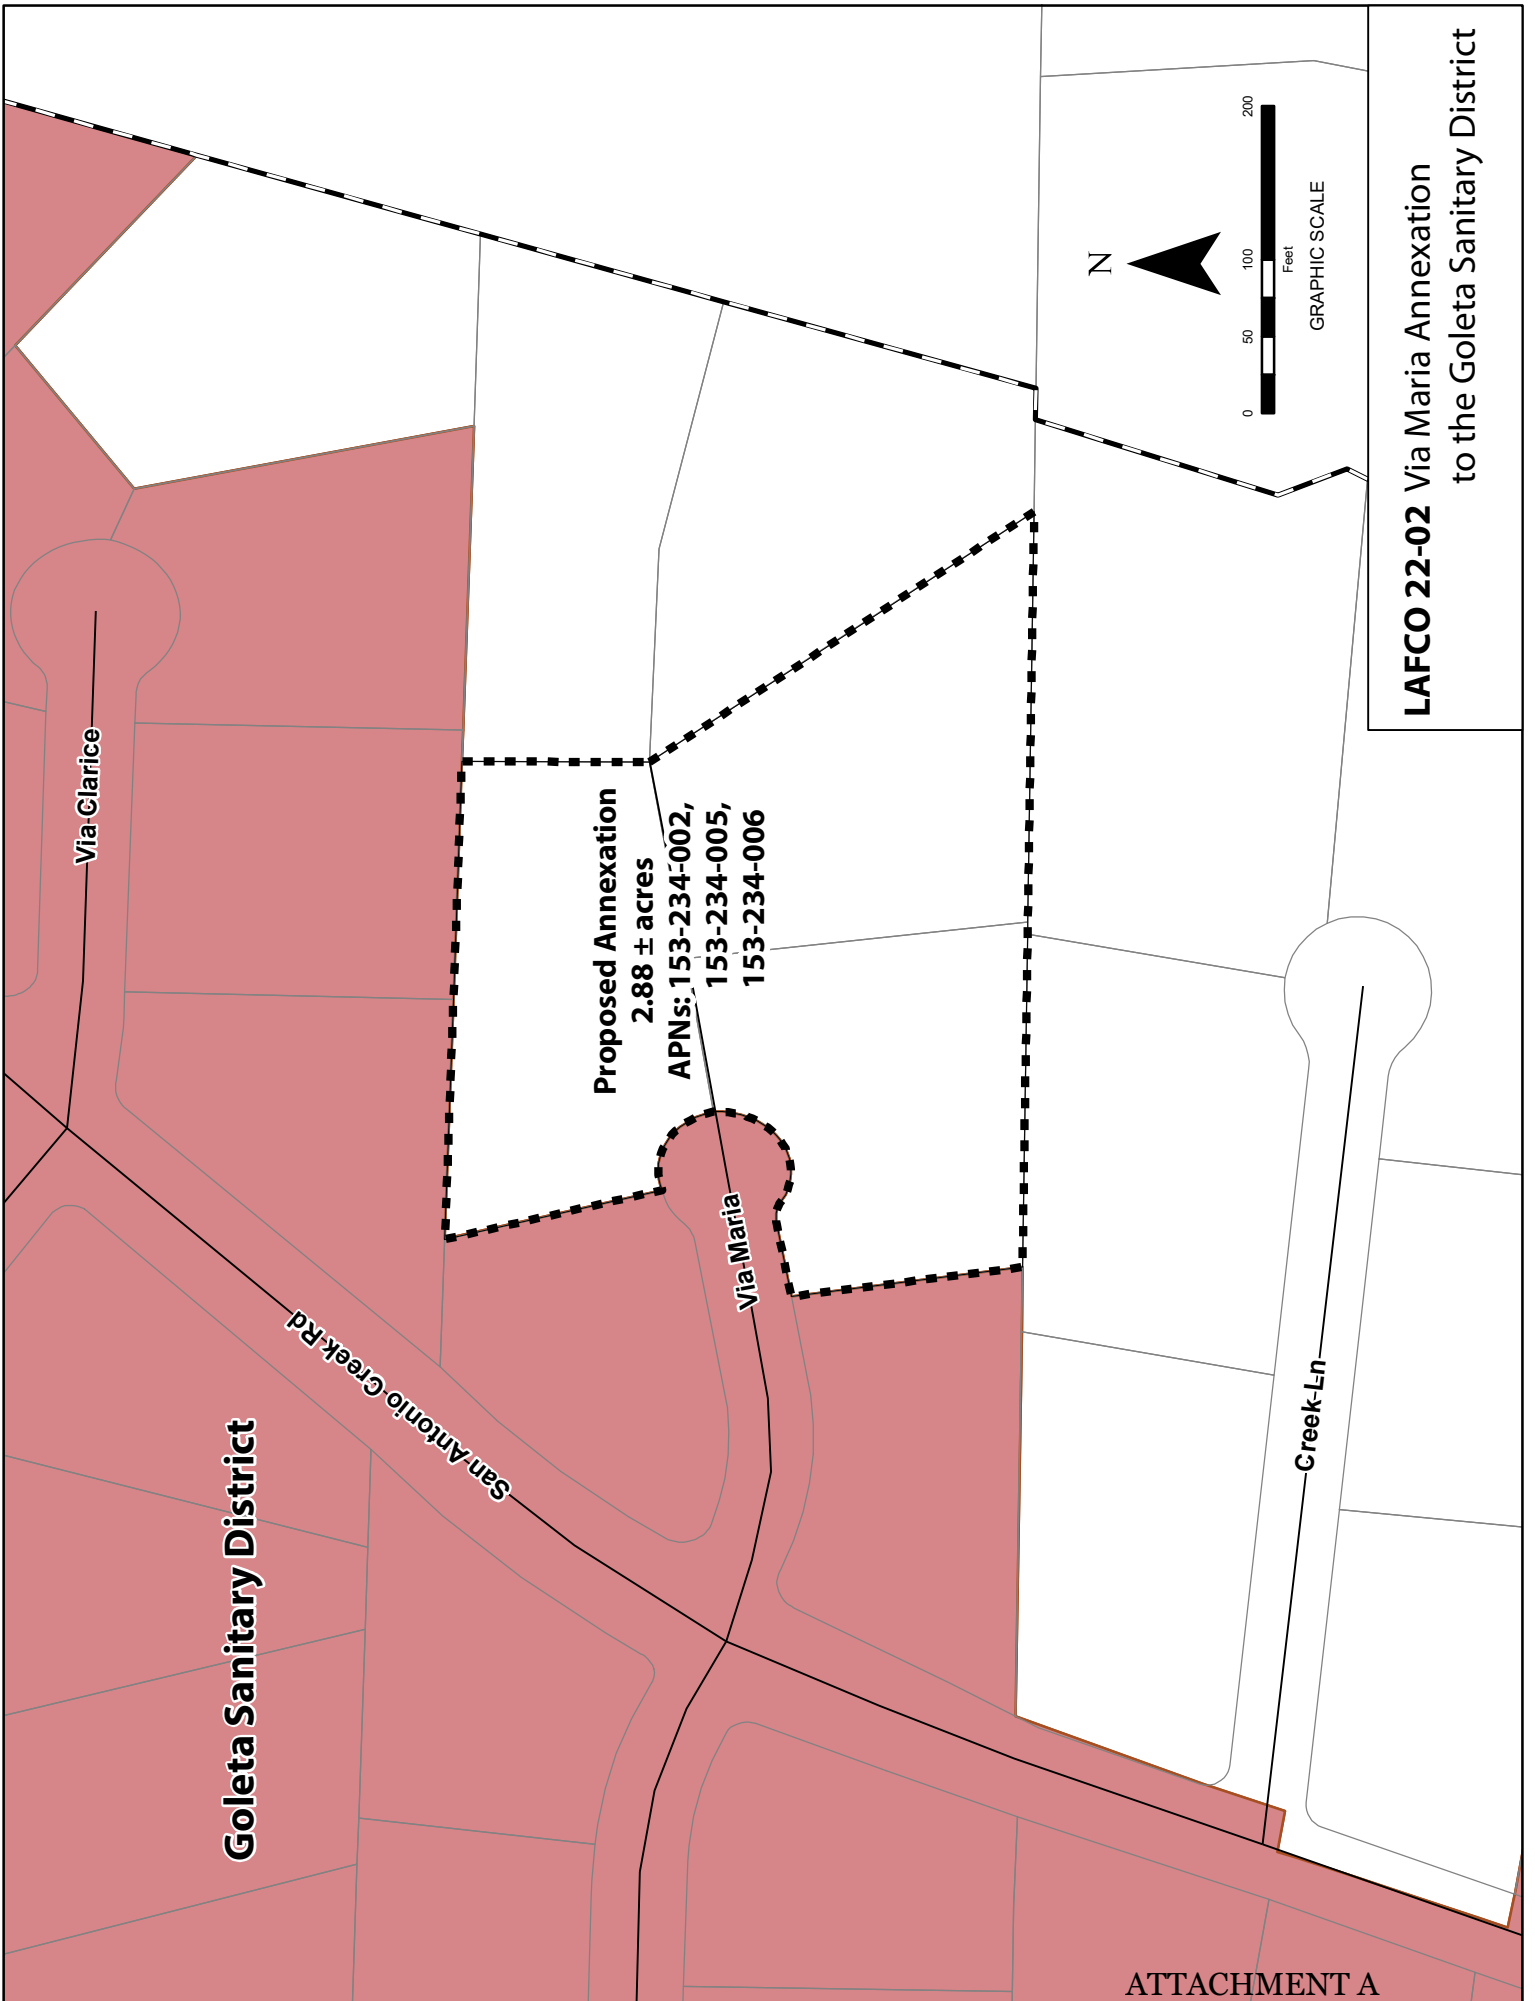 Goleta Sanitary District
San Antonio Creek Rd
Via Clarice
Via Maria
Creek Ln
Proposed Annexation
2.88 ± acres
APNs: 153-234-002,
153-234-005,
153-234-006
N
0 50 100 200
Feet
GRAPHIC SCALE
LAFCO 22-02 Via Maria Annexation
to the Goleta Sanitary District
ATTACHMENT A